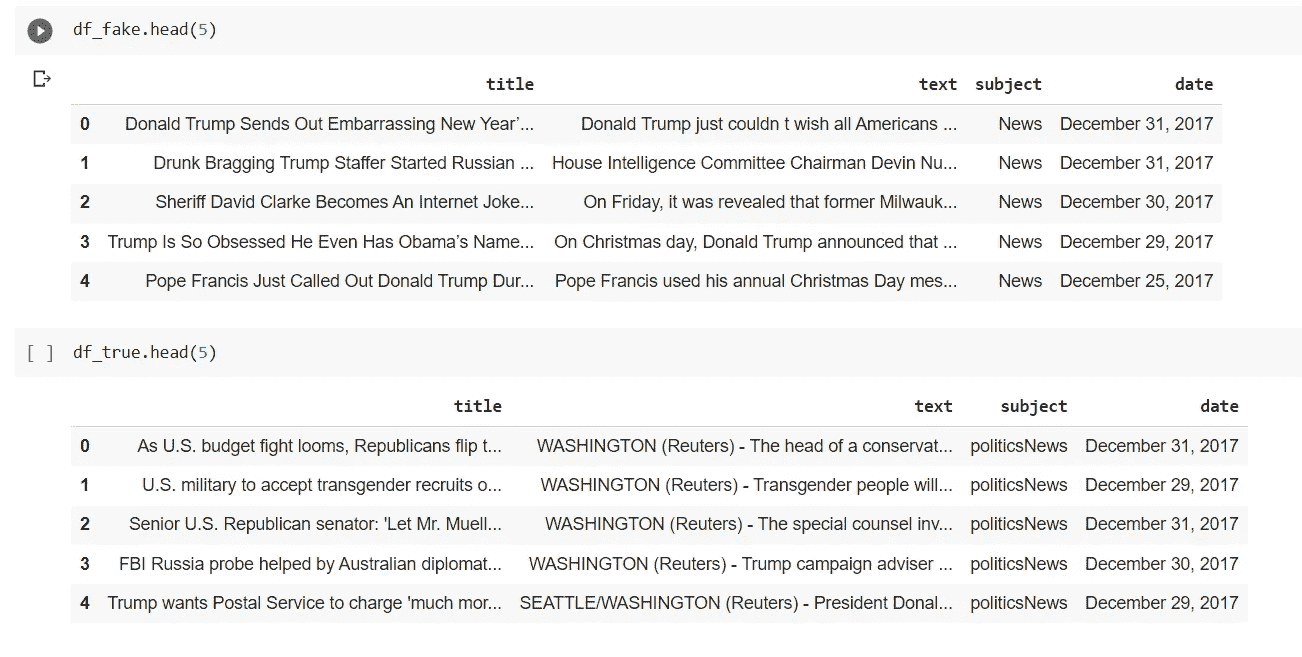 df_fake.head(5)
title text subject date
0 Donald Trump Sends Out Embarrassing New Year’... Donald Trump just couldn t wish all Americans ... News December 31, 2017
1 Drunk Bragging Trump Staffer Started Russian ... House Intelligence Committee Chairman Devin Nu... News December 31, 2017
2 Sheriff David Clarke Becomes An Internet Joke... On Friday, it was revealed that former Milwauk... News December 30, 2017
3 Trump Is So Obsessed He Even Has Obama’s Name... On Christmas day, Donald Trump announced that ... News December 29, 2017
4 Pope Francis Just Called Out Donald Trump Dur... Pope Francis used his annual Christmas Day mes... News December 25, 2017
[ ] df_true.head(5)
title text subject date
0 As U.S. budget fight looms, Republicans flip t... WASHINGTON (Reuters) - The head of a conservat... politicsNews December 31, 2017
1 U.S. military to accept transgender recruits o... WASHINGTON (Reuters) - Transgender people will... politicsNews December 29, 2017
2 Senior U.S. Republican senator: 'Let Mr. Muell... WASHINGTON (Reuters) - The special counsel inv... politicsNews December 31, 2017
3 FBI Russia probe helped by Australian diplomat... WASHINGTON (Reuters) - Trump campaign adviser ... politicsNews December 30, 2017
4 Trump wants Postal Service to charge 'much mor... SEATTLE/WASHINGTON (Reuters) - President Donal... politicsNews December 29, 2017